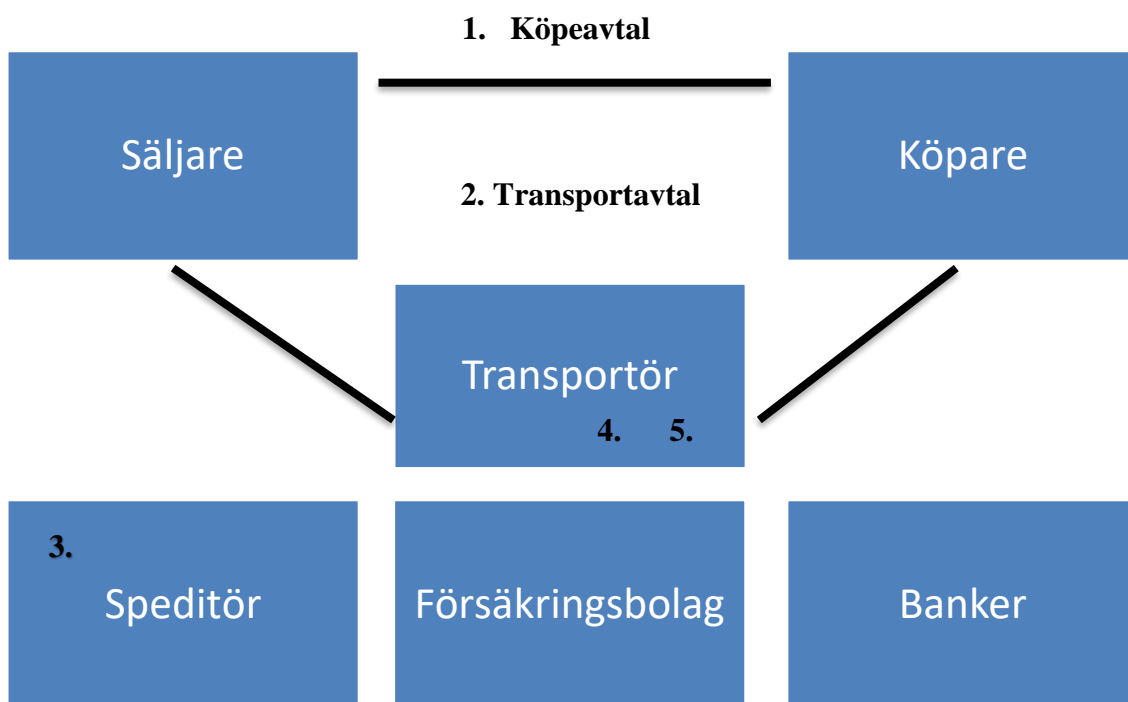 1. Köpeavtal
Säljare
Köpare
2. Transportavtal
Transportör
4. 5.
3.
Speditör
Försäkringsbolag
Banker